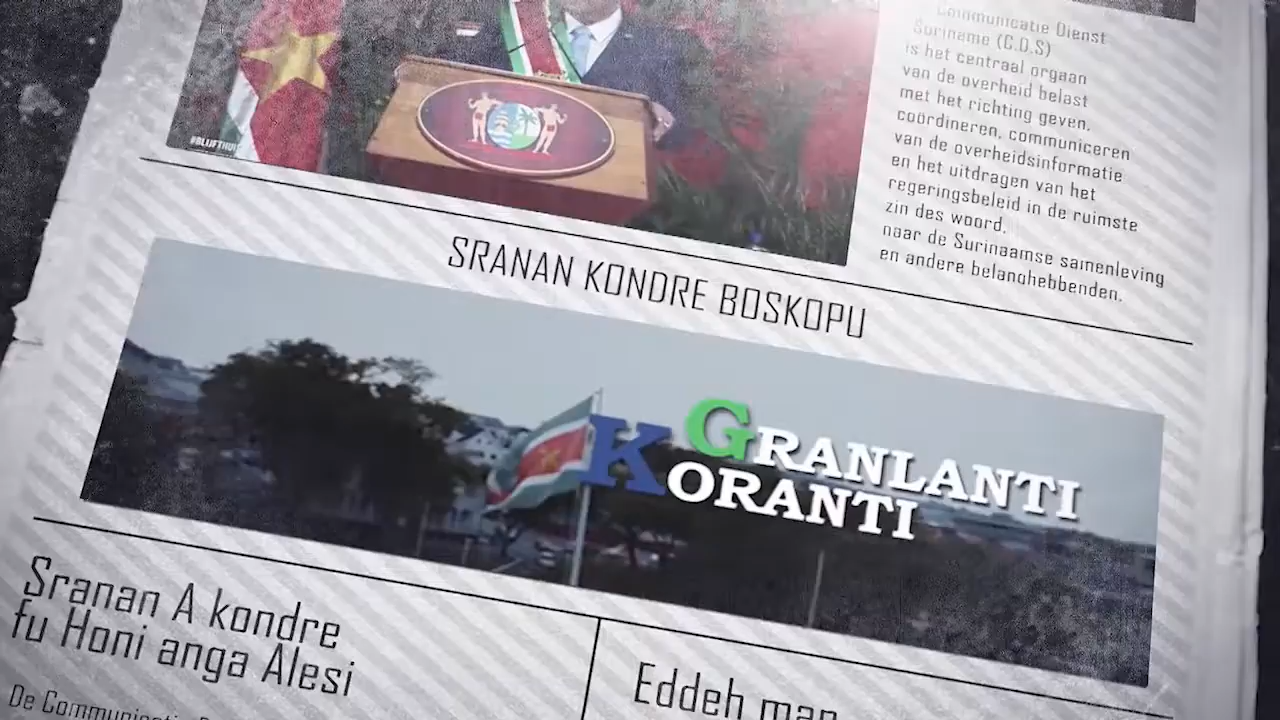 Communicatie Dienst
Suriname (C.D.S)
is het centraal orgaan
van de overheid belast
met het richting geven,
coördineren, communiceren
van de overheidsinformatie
en het uitdragen van het
regeringsbeleid in de ruimste
zin des woord,
naar de Surinaamse samenleving
en andere belanghebbenden.
SRANAN KONDRE BOSKOPU
GRANLANTI
KORANTI
Sranan A kondre
fu Honi anga Alesi
De
Eddeh man